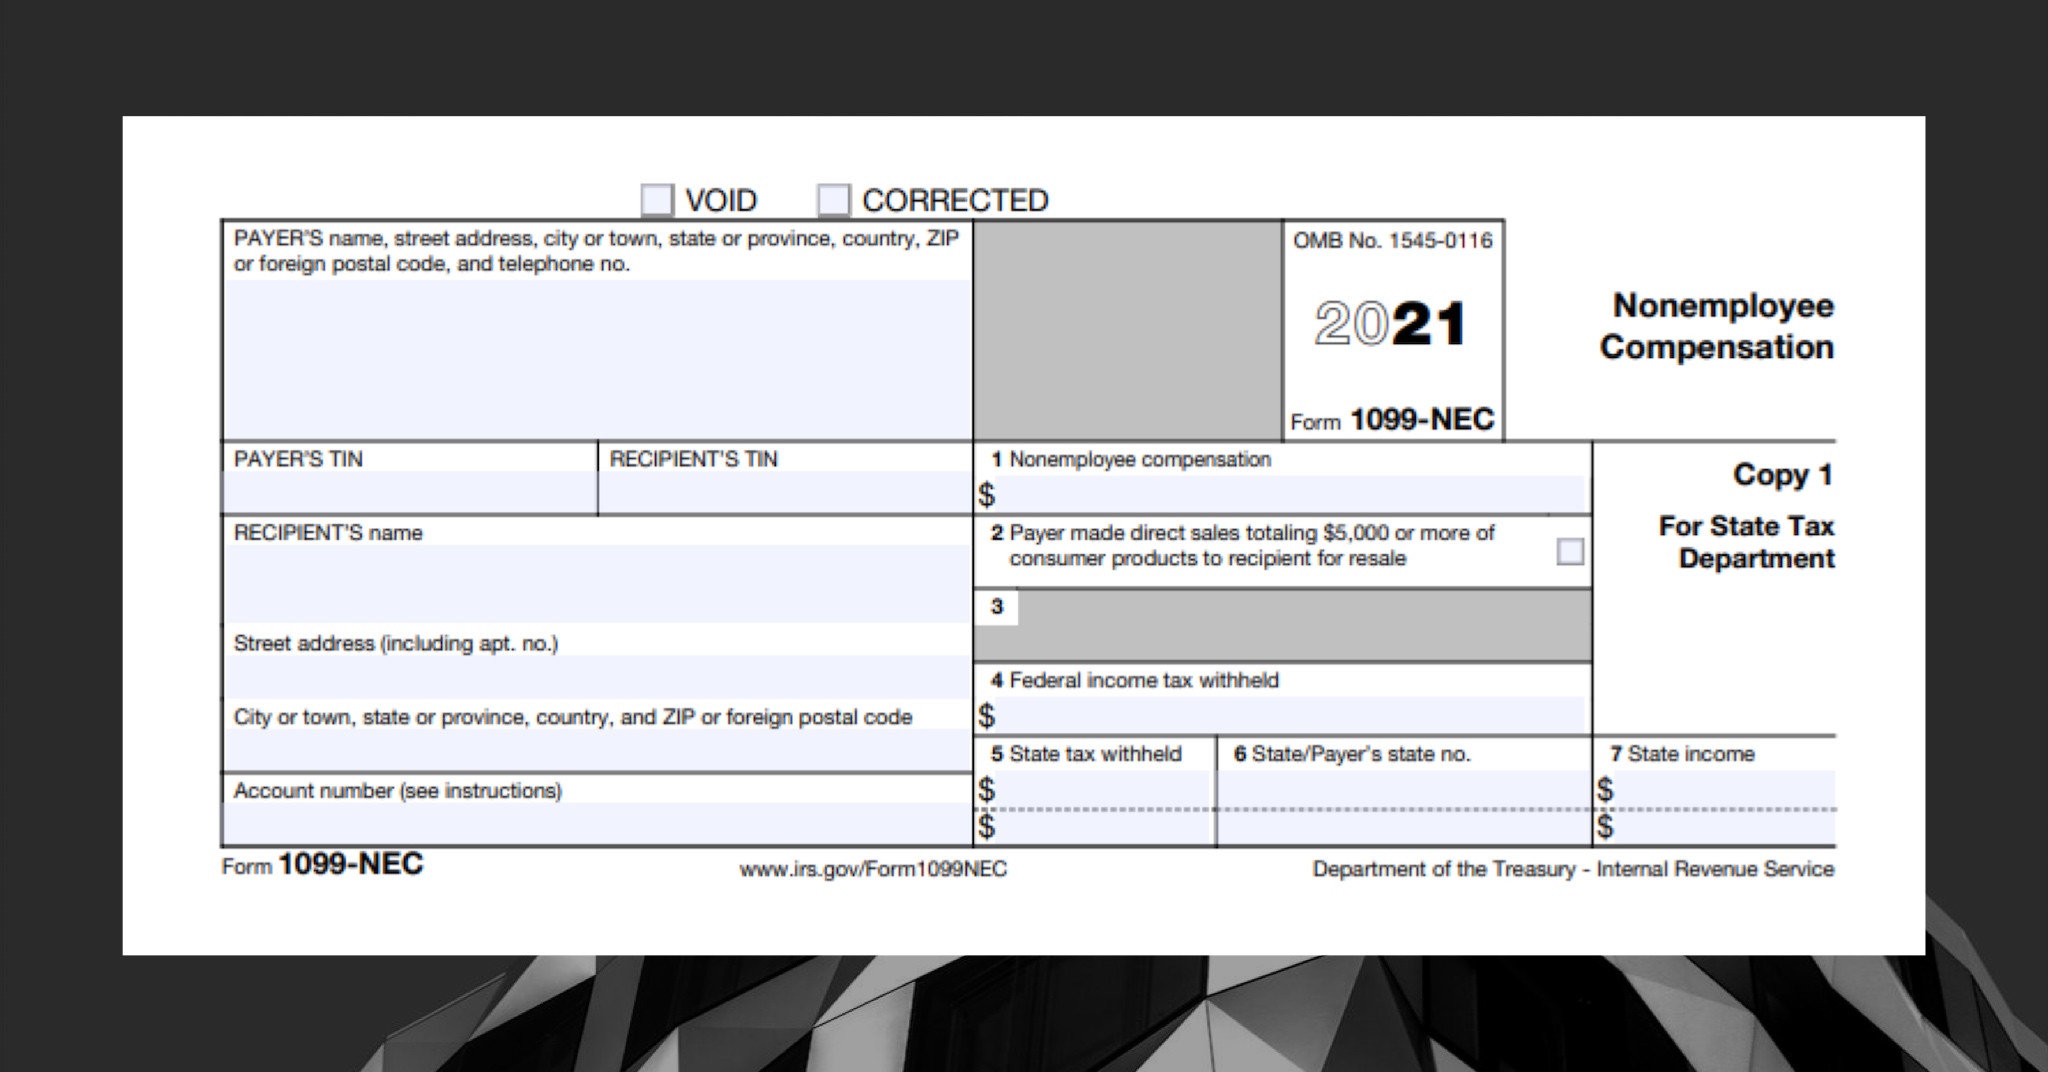 VOID CORRECTED
PAYER'S name, street address, city or town, state or province, country, ZIP
or foreign postal code, and telephone no.
OMB No. 1545-0116
2021
Form 1099-NEC
Nonemployee
Compensation
PAYER'S TIN
RECIPIENT'S TIN
1 Nonemployee compensation
$
Copy 1
For State Tax
Department
RECIPIENT'S name
2 Payer made direct sales totaling $5,000 or more of
consumer products to recipient for resale
3
Street address (including apt. no.)
4 Federal income tax withheld
$
City or town, state or province, country, and ZIP or foreign postal code
5 State tax withheld
$
$
6 State/Payer's state no.
7 State income
$
$
Account number (see instructions)
Form 1099-NEC
www.irs.gov/Form1099NEC
Department of the Treasury - Internal Revenue Service